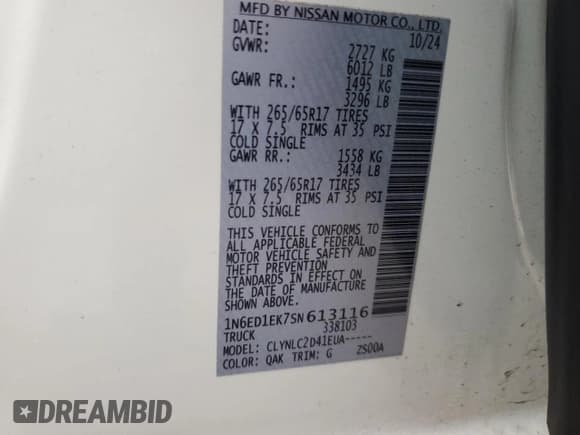 MFD BY NISSAN MOTOR CO., LTD.
DATE: 10/24
GVWR: 2727 KG
6012 LB
GAWR FR.: 1495 KG
3296 LB
WITH 265/65R17 TIRES
17 X 7.5 RIMS AT 35 PSI
COLD SINGLE
GAWR RR.: 1558 KG
3434 LB
WITH 265/65R17 TIRES
17 X 7.5 RIMS AT 35 PSI
COLD SINGLE
THIS VEHICLE CONFORMS TO
ALL APPLICABLE FEDERAL
MOTOR VEHICLE SAFETY AND
THEFT PREVENTION
STANDARDS IN EFFECT ON
THE DATE OF MANUFACTURE
SHOWN ABOVE.
1N6ED1EK7SN613116
TRUCK 338103
MODEL: CLYNLC2D41EUA-----
COLOR: QAK TRIM: G ZS00A
DREAMBID